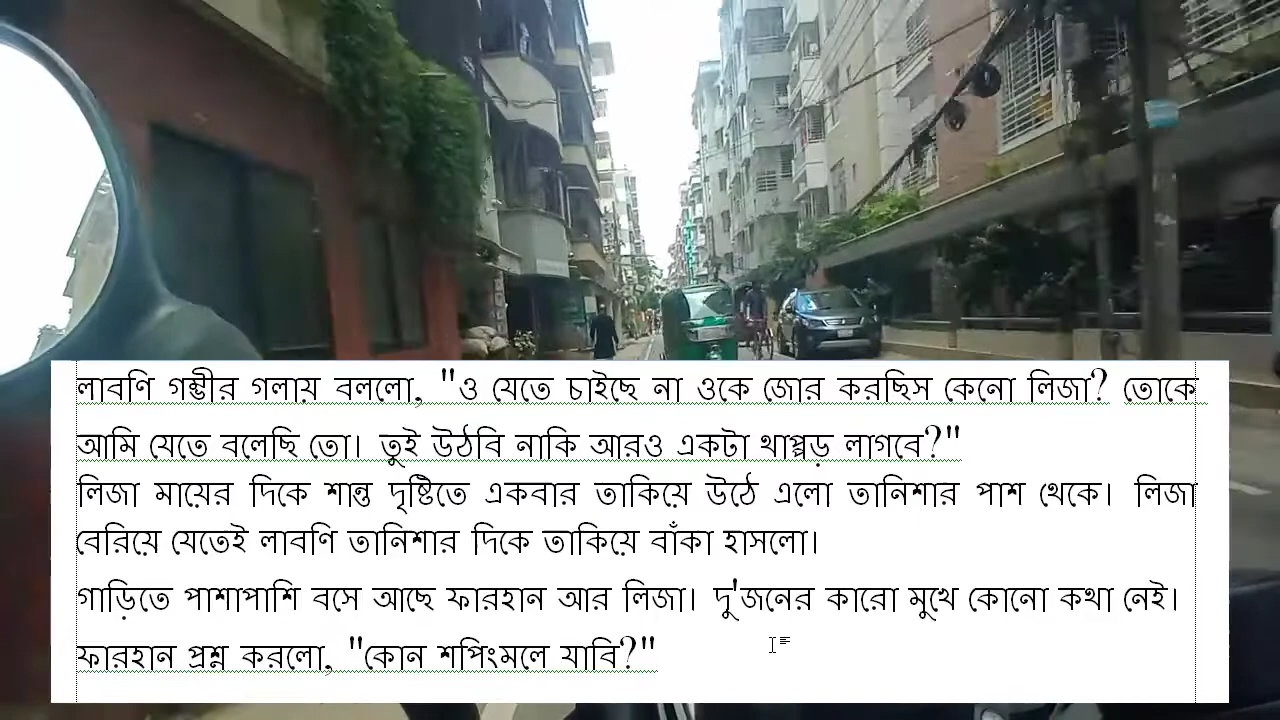 লাবণি গম্ভীর গলায় বললো, "ও যেতে চাইছে না ওকে জোর করছিস কেনো লিজা? তোকে
আমি যেতে বলেছি তো। তুই উঠবি নাকি আরও একটা থাপ্পড় লাগবে?"
লিজা মায়ের দিকে শান্ত দৃষ্টিতে একবার তাকিয়ে উঠে এলো তানিশার পাশ থেকে। লিজা
বেরিয়ে যেতেই লাবণি তানিশার দিকে তাকিয়ে বাঁকা হাসলো।
গাড়িতে পাশাপাশি বসে আছে ফারহান আর লিজা। দু'জনের কারো মুখে কোনো কথা নেই।
ফারহান প্রশ্ন করলো, "কোন শপিংমলে যাবি?"